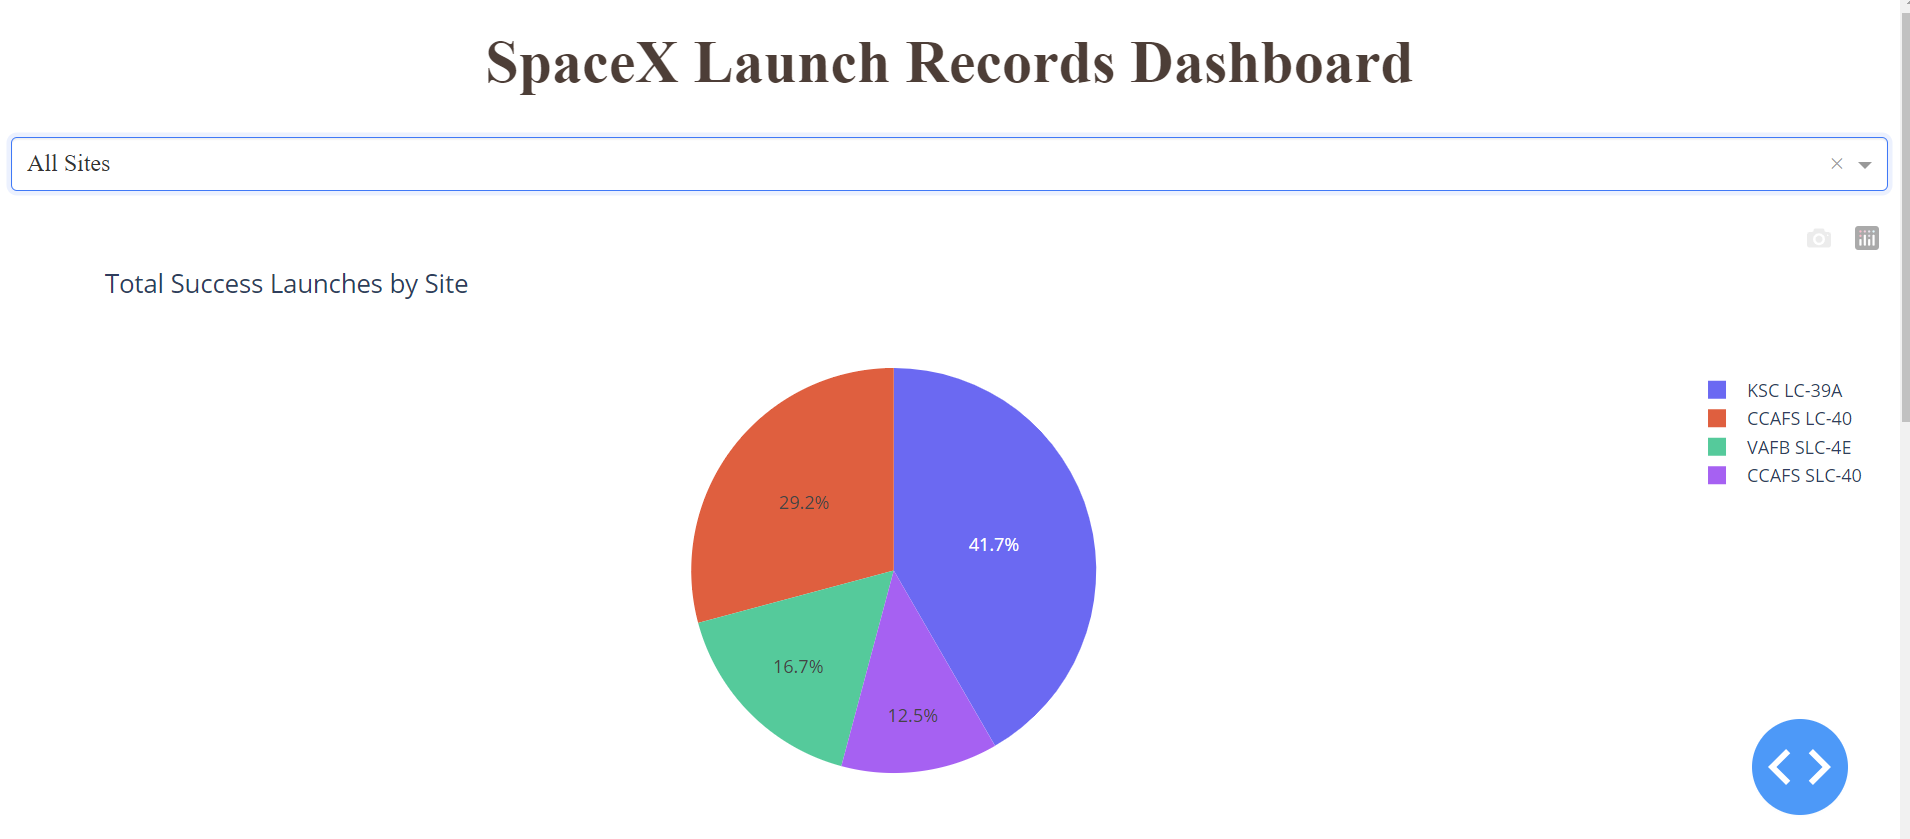 SpaceX Launch Records Dashboard
All Sites
Total Success Launches by Site
KSC LC-39A
CCAFS LC-40
VAFB SLC-4E
CCAFS SLC-40
29.2%
41.7%
16.7%
12.5%